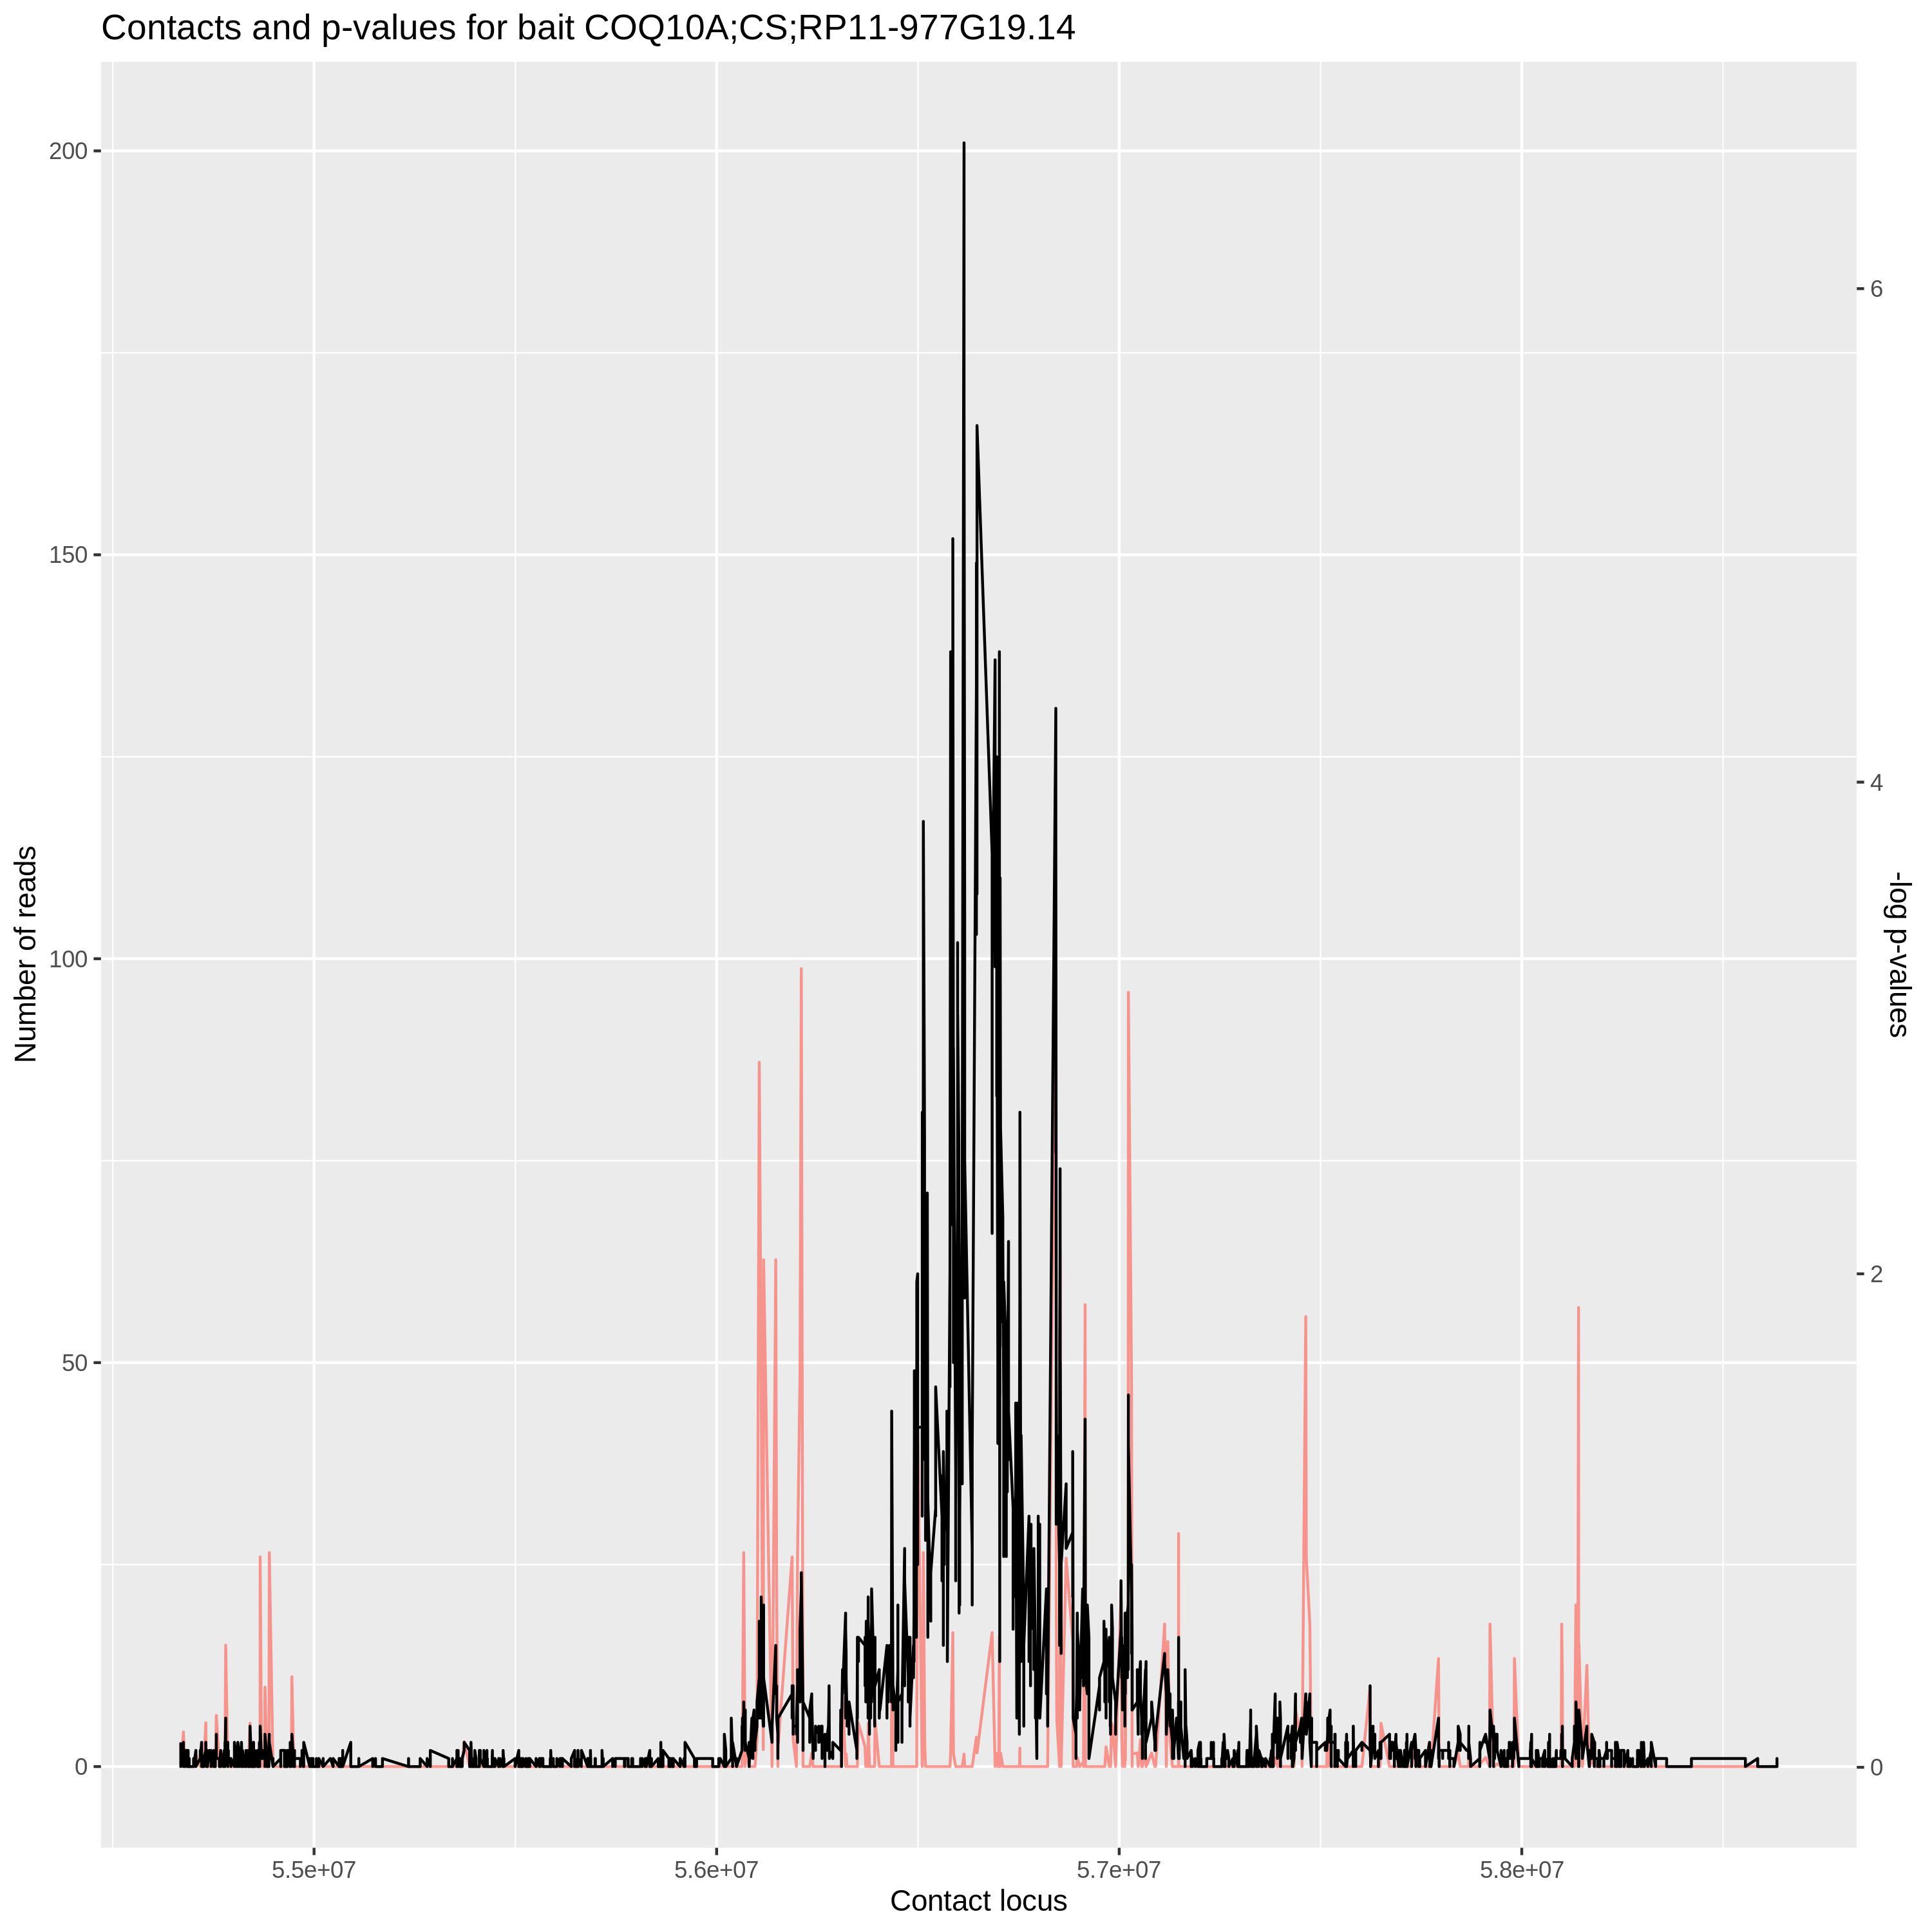 Contacts and p-values for bait COQ10A;CS;RP11-977G19.14
200
150
100
50
0
Number of reads
6
4
2
0
-log p-values
5.5e+07
5.6e+07
5.7e+07
5.8e+07
Contact locus